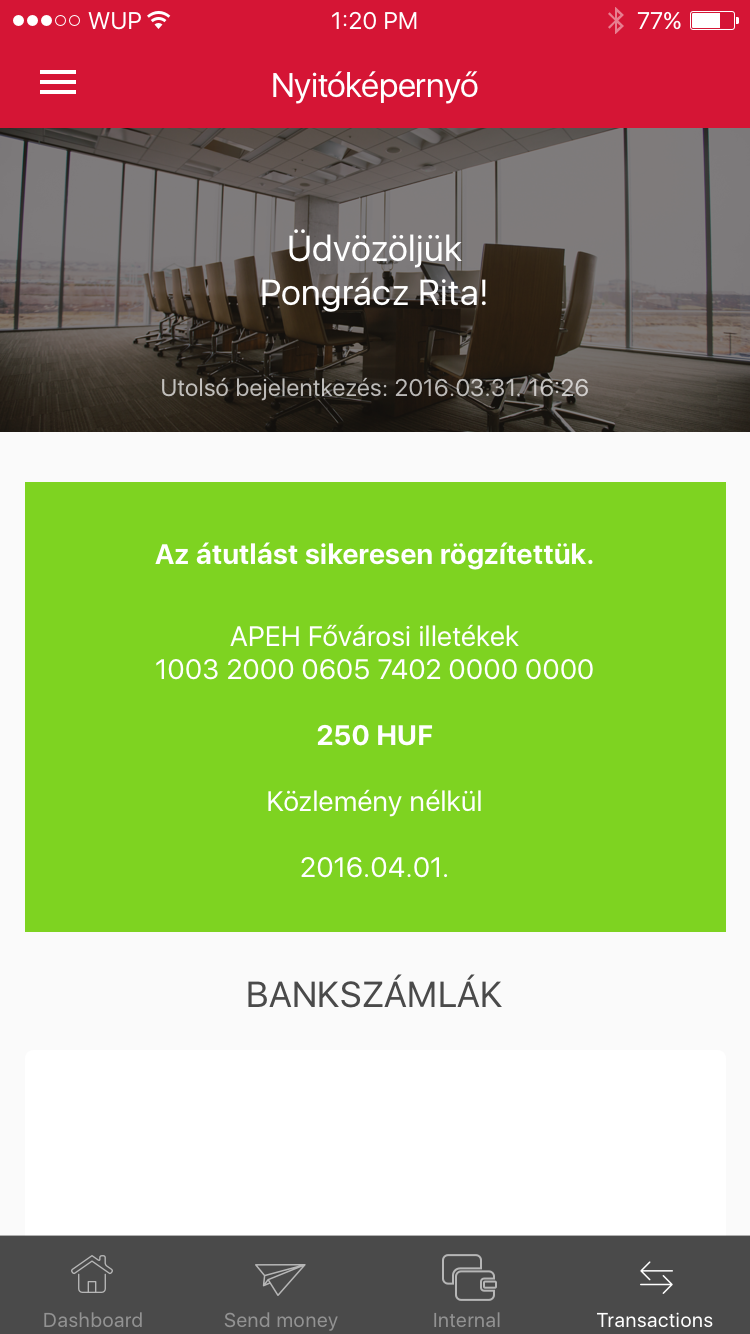 WUP 1:20 PM 77%
Nyitóképernyő
Üdvözöljük
Pongrácz Rita!
Utolsó bejelentkezés: 2016.03.31. 16:26
Az átutlást sikeresen rögzítettük.
APEH Fővárosi illetékek
1003 2000 0605 7402 0000 0000
250 HUF
Közlemény nélkül
2016.04.01.
BANKSZÁMLÁK
Dashboard Send money Internal Transactions